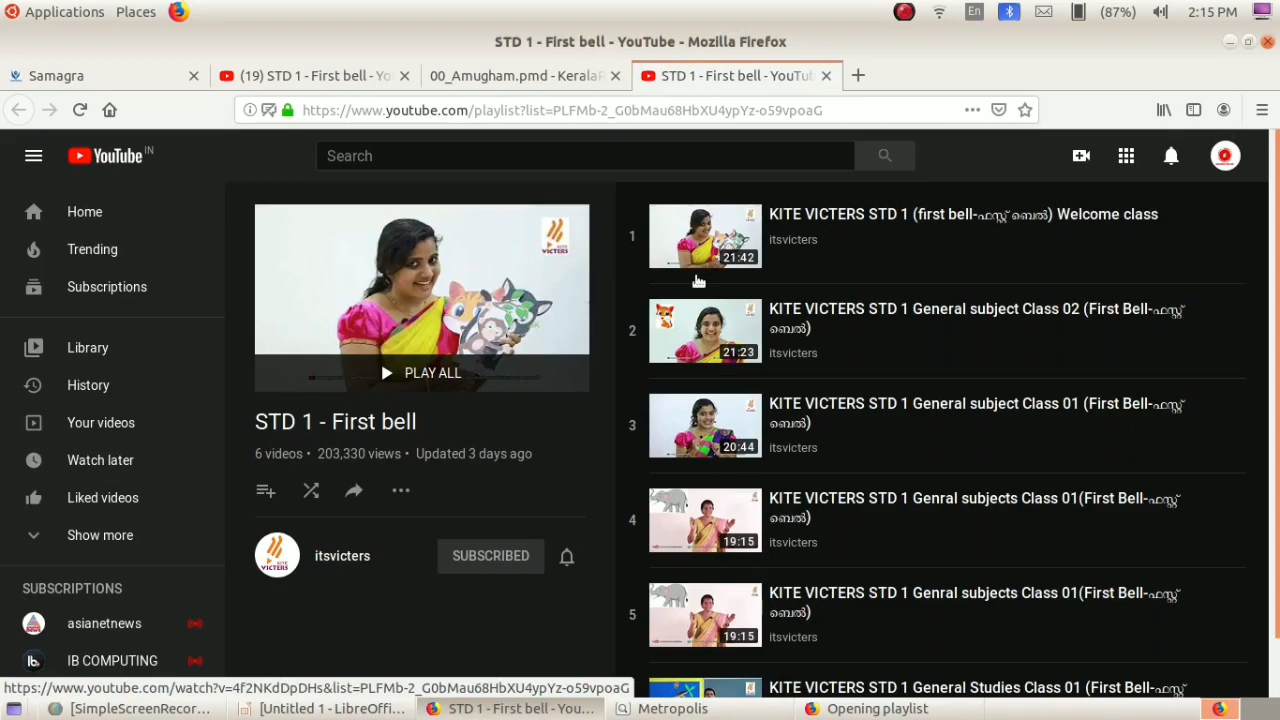 Applications Places En (87%) 2:15 PM
STD 1 - First bell - YouTube - Mozilla Firefox
Samagra (19) STD 1 - First bell - Yo 00_Amugham.pmd - KeralaR STD 1 - First bell - YouTub
https://www.youtube.com/playlist?list=PLFMb-2_G0bMau68HbXU4ypYz-o59vpoaG
YouTube IN Search
Home
Trending
Subscriptions
Library
History
Your videos
Watch later
Liked videos
Show more
SUBSCRIPTIONS
asianetnews
IB COMPUTING
KITE VICTERS
PLAY ALL
STD 1 - First bell
6 videos • 203,330 views • Updated 3 days ago
KITE VICTERS
itsvicters SUBSCRIBED
1 21:42 KITE VICTERS STD 1 (first bell-ഫസ്റ്റ് ബെൽ) Welcome class
itsvicters
2 21:23 KITE VICTERS STD 1 General subject Class 02 (First Bell-ഫസ്റ്റ്
ബെൽ)
itsvicters
3 20:44 KITE VICTERS STD 1 General subject Class 01 (First Bell-ഫസ്റ്റ്
ബെൽ)
itsvicters
4 19:15 KITE VICTERS STD 1 Genral subjects Class 01(First Bell-ഫസ്റ്റ്
ബെൽ)
itsvicters
5 19:15 KITE VICTERS STD 1 Genral subjects Class 01(First Bell-ഫസ്റ്റ്
ബെൽ)
itsvicters
KITE VICTERS STD 1 General Studies Class 01 (First Bell-ഫസ്റ്റ്
https://www.youtube.com/watch?v=4f2NKdDpDHs&list=PLFMb-2_G0bMau68HbXU4ypYz-o59vpoaG
[SimpleScreenRecor... [Untitled 1 - LibreOffi... STD 1 - First bell - You... Metropolis Opening playlist